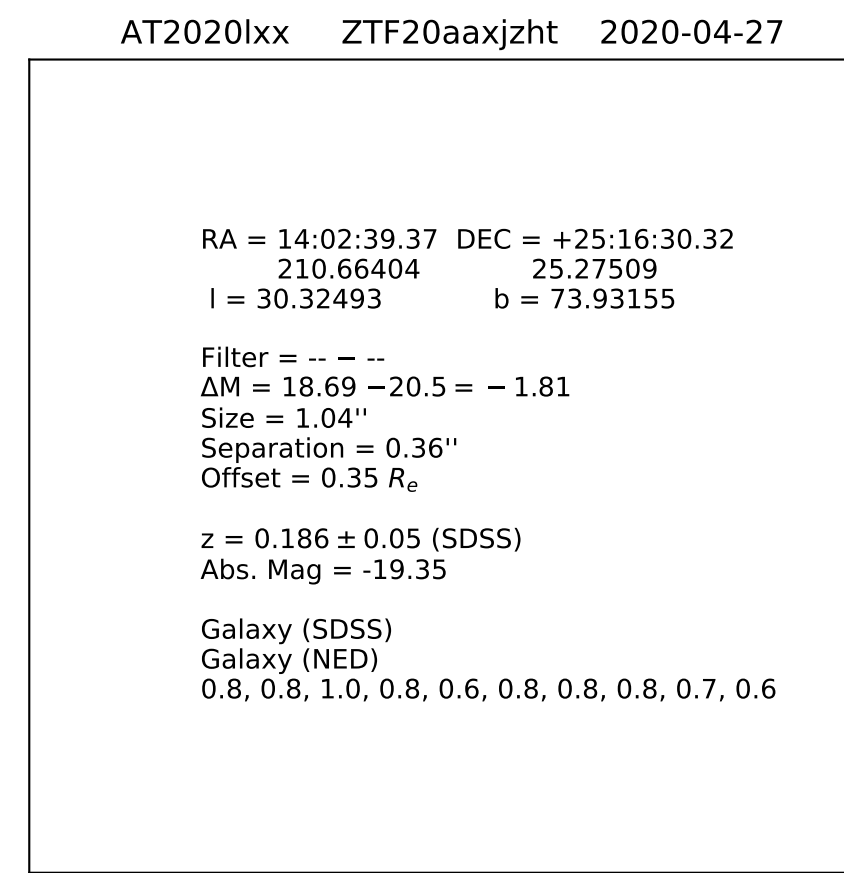 AT2020lxx ZTF20aaxjzht 2020-04-27
RA = 14:02:39.37 DEC = +25:16:30.32
210.66404 25.27509
l = 30.32493 b = 73.93155
Filter = -- − --
ΔM = 18.69 −20.5 = − 1.81
Size = 1.04''
Separation = 0.36''
Offset = 0.35 Rₑ
z = 0.186 ± 0.05 (SDSS)
Abs. Mag = -19.35
Galaxy (SDSS)
Galaxy (NED)
0.8, 0.8, 1.0, 0.8, 0.6, 0.8, 0.8, 0.8, 0.7, 0.6